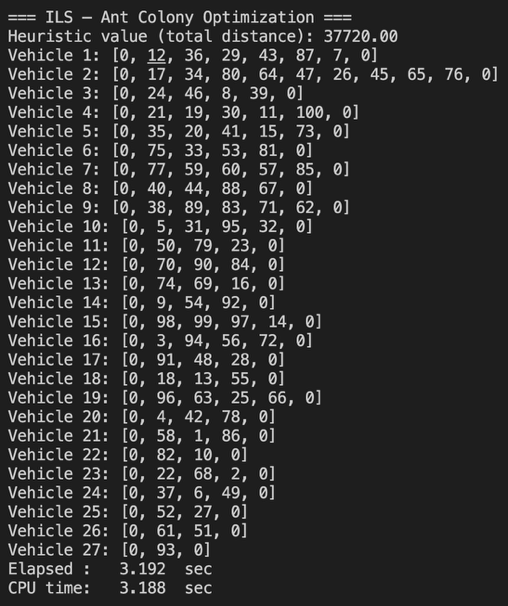 === ILS – Ant Colony Optimization ===
Heuristic value (total distance): 37720.00
Vehicle 1: [0, 12, 36, 29, 43, 87, 7, 0]
Vehicle 2: [0, 17, 34, 80, 64, 47, 26, 45, 65, 76, 0]
Vehicle 3: [0, 24, 46, 8, 39, 0]
Vehicle 4: [0, 21, 19, 30, 11, 100, 0]
Vehicle 5: [0, 35, 20, 41, 15, 73, 0]
Vehicle 6: [0, 75, 33, 53, 81, 0]
Vehicle 7: [0, 77, 59, 60, 57, 85, 0]
Vehicle 8: [0, 40, 44, 88, 67, 0]
Vehicle 9: [0, 38, 89, 83, 71, 62, 0]
Vehicle 10: [0, 5, 31, 95, 32, 0]
Vehicle 11: [0, 50, 79, 23, 0]
Vehicle 12: [0, 70, 90, 84, 0]
Vehicle 13: [0, 74, 69, 16, 0]
Vehicle 14: [0, 9, 54, 92, 0]
Vehicle 15: [0, 98, 99, 97, 14, 0]
Vehicle 16: [0, 3, 94, 56, 72, 0]
Vehicle 17: [0, 91, 48, 28, 0]
Vehicle 18: [0, 18, 13, 55, 0]
Vehicle 19: [0, 96, 63, 25, 66, 0]
Vehicle 20: [0, 4, 42, 78, 0]
Vehicle 21: [0, 58, 1, 86, 0]
Vehicle 22: [0, 82, 10, 0]
Vehicle 23: [0, 22, 68, 2, 0]
Vehicle 24: [0, 37, 6, 49, 0]
Vehicle 25: [0, 52, 27, 0]
Vehicle 26: [0, 61, 51, 0]
Vehicle 27: [0, 93, 0]
Elapsed :   3.192  sec
CPU time:   3.188  sec